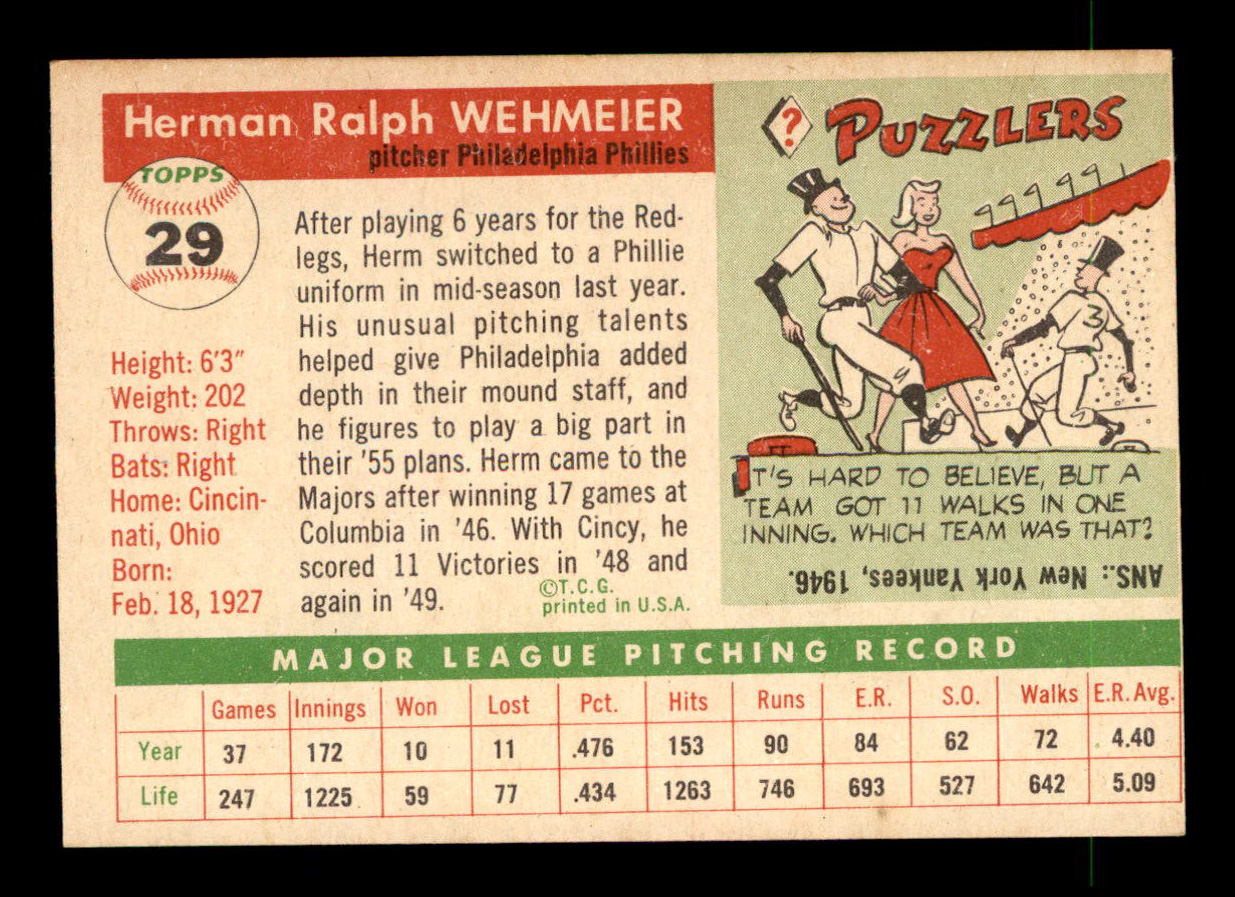 Herman Ralph WEHMEIER
pitcher Philadelphia Phillies
TOPPS
29
Height: 6'3"
Weight: 202
Throws: Right
Bats: Right
Home: Cincin-
nati, Ohio
Born:
Feb. 18, 1927
After playing 6 years for the Red-
legs, Herm switched to a Phillie
uniform in mid-season last year.
His unusual pitching talents
helped give Philadelphia added
depth in their mound staff, and
he figures to play a big part in
their '55 plans. Herm came to the
Majors after winning 17 games at
Columbia in '46. With Cincy, he
scored 11 Victories in '48 and
again in '49.
©T.C.G.
printed in U.S.A.
? PUZZLERS
3
IT'S HARD TO BELIEVE, BUT A
TEAM GOT 11 WALKS IN ONE
INNING. WHICH TEAM WAS THAT?
ANS.: New York Yankees, 1946.
MAJOR LEAGUE PITCHING RECORD
Games Innings Won Lost Pct. Hits Runs E.R. S.O. Walks E.R. Avg.
Year 37 172 10 11 .476 153 90 84 62 72 4.40
Life 247 1225 59 77 .434 1263 746 693 527 642 5.09